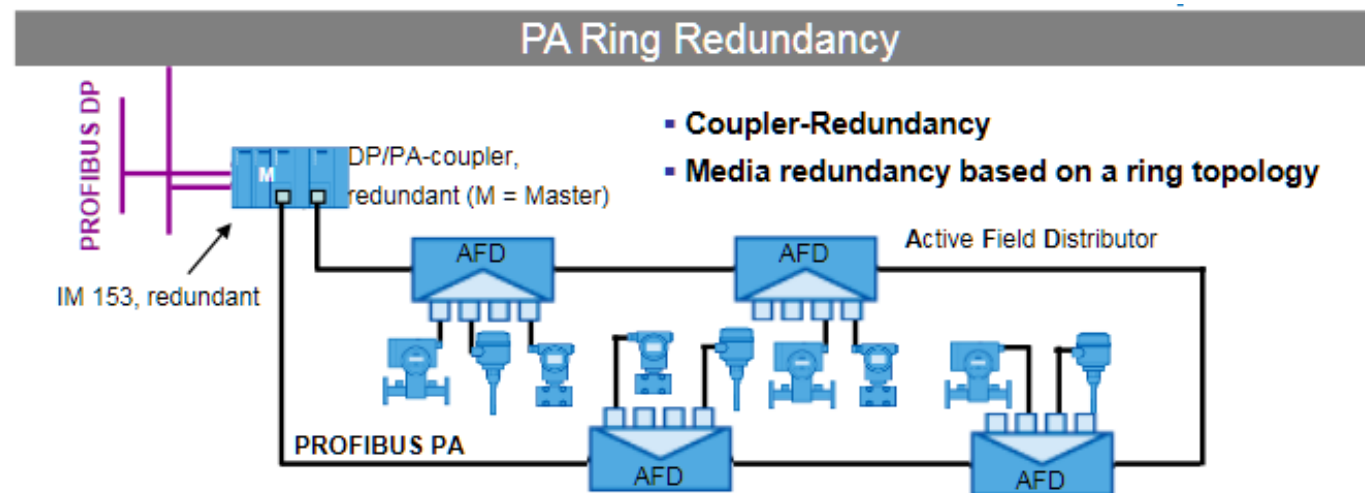 PA Ring Redundancy
PROFIBUS DP
M
DP/PA-coupler,
redundant (M = Master)
▪ Coupler-Redundancy
▪ Media redundancy based on a ring topology
IM 153, redundant
AFD
AFD
Active Field Distributor
PROFIBUS PA
AFD
AFD